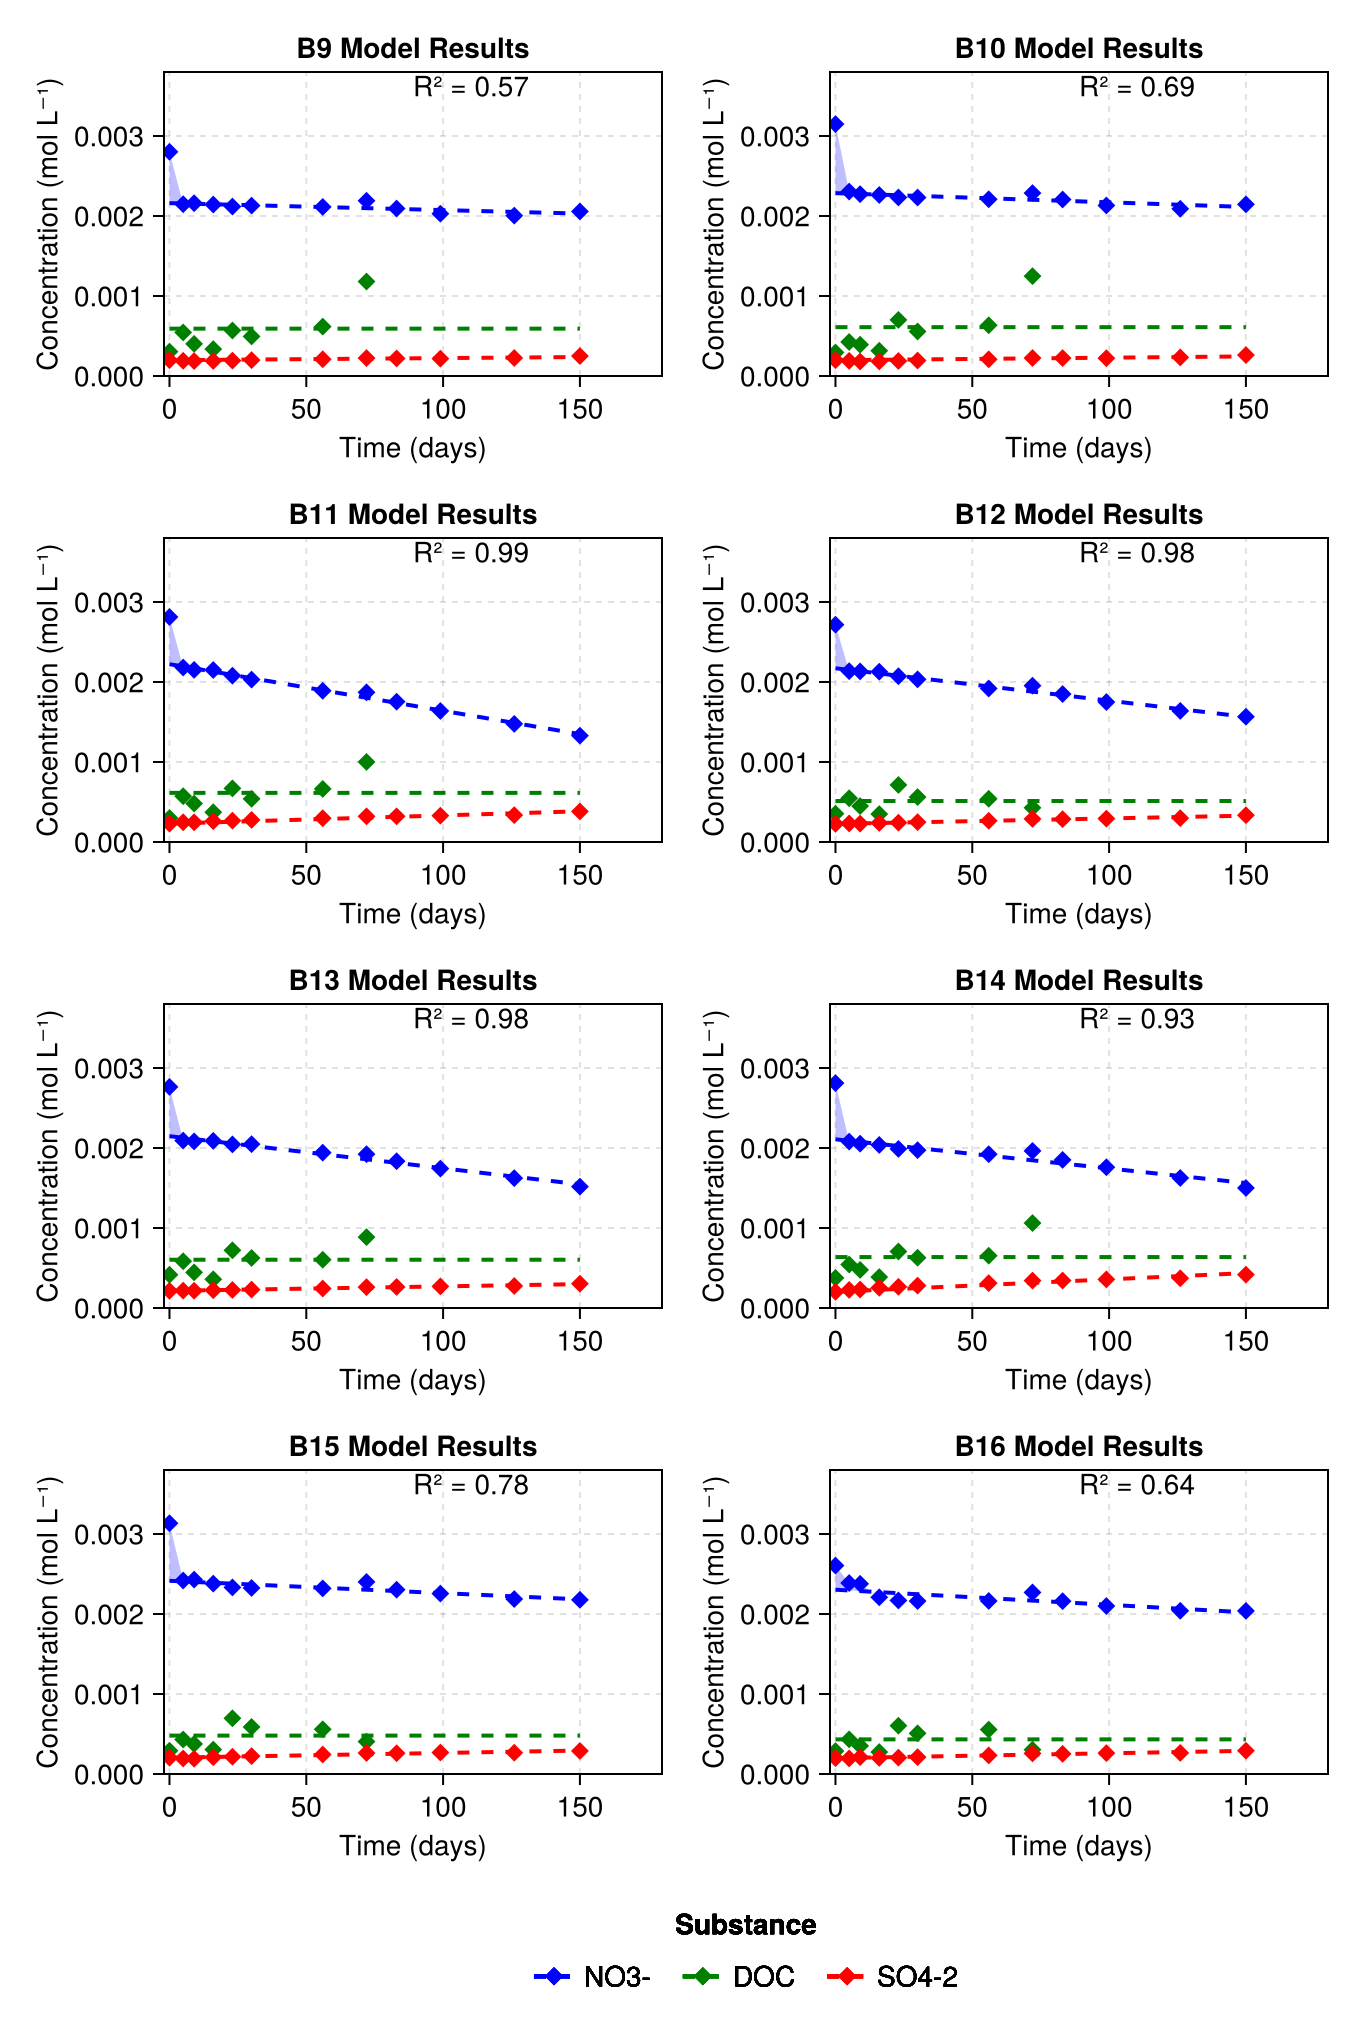 B9 Model Results
R² = 0.57
Concentration (mol L⁻¹)
0.003
0.002
0.001
0.000
0 50 100 150
Time (days)
B10 Model Results
R² = 0.69
Concentration (mol L⁻¹)
0.003
0.002
0.001
0.000
0 50 100 150
Time (days)
B11 Model Results
R² = 0.99
Concentration (mol L⁻¹)
0.003
0.002
0.001
0.000
0 50 100 150
Time (days)
B12 Model Results
R² = 0.98
Concentration (mol L⁻¹)
0.003
0.002
0.001
0.000
0 50 100 150
Time (days)
B13 Model Results
R² = 0.98
Concentration (mol L⁻¹)
0.003
0.002
0.001
0.000
0 50 100 150
Time (days)
B14 Model Results
R² = 0.93
Concentration (mol L⁻¹)
0.003
0.002
0.001
0.000
0 50 100 150
Time (days)
B15 Model Results
R² = 0.78
Concentration (mol L⁻¹)
0.003
0.002
0.001
0.000
0 50 100 150
Time (days)
B16 Model Results
R² = 0.64
Concentration (mol L⁻¹)
0.003
0.002
0.001
0.000
0 50 100 150
Time (days)
Substance
NO3- DOC SO4-2